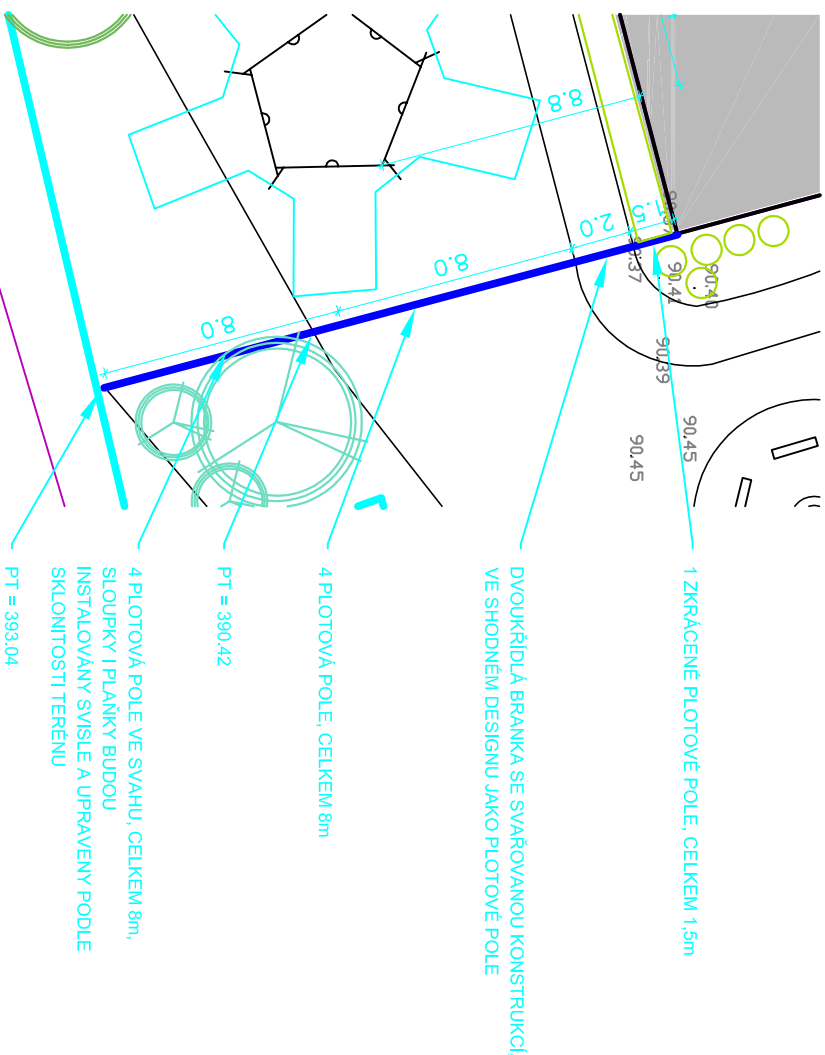 8.8
1.5
2.0
8.0
8.0
90.37
90.41
90.40
90.39
90.45
90.45
1 ZKRÁCENÉ PLOTOVÉ POLE, CELKEM 1,5m
DVOUKŘÍDLÁ BRANKA SE SVAŘOVANOU KONSTRUKCÍ,
VE SHODNÉM DESIGNU JAKO PLOTOVÉ POLE
4 PLOTOVÁ POLE, CELKEM 8m
PT = 390.42
4 PLOTOVÁ POLE VE SVAHU, CELKEM 8m,
SLOUPKY I PLAŇKY BUDOU
INSTALOVÁNY SVISLE A UPRAVENY PODLE
SKLONITOSTI TERÉNU
PT = 393.04